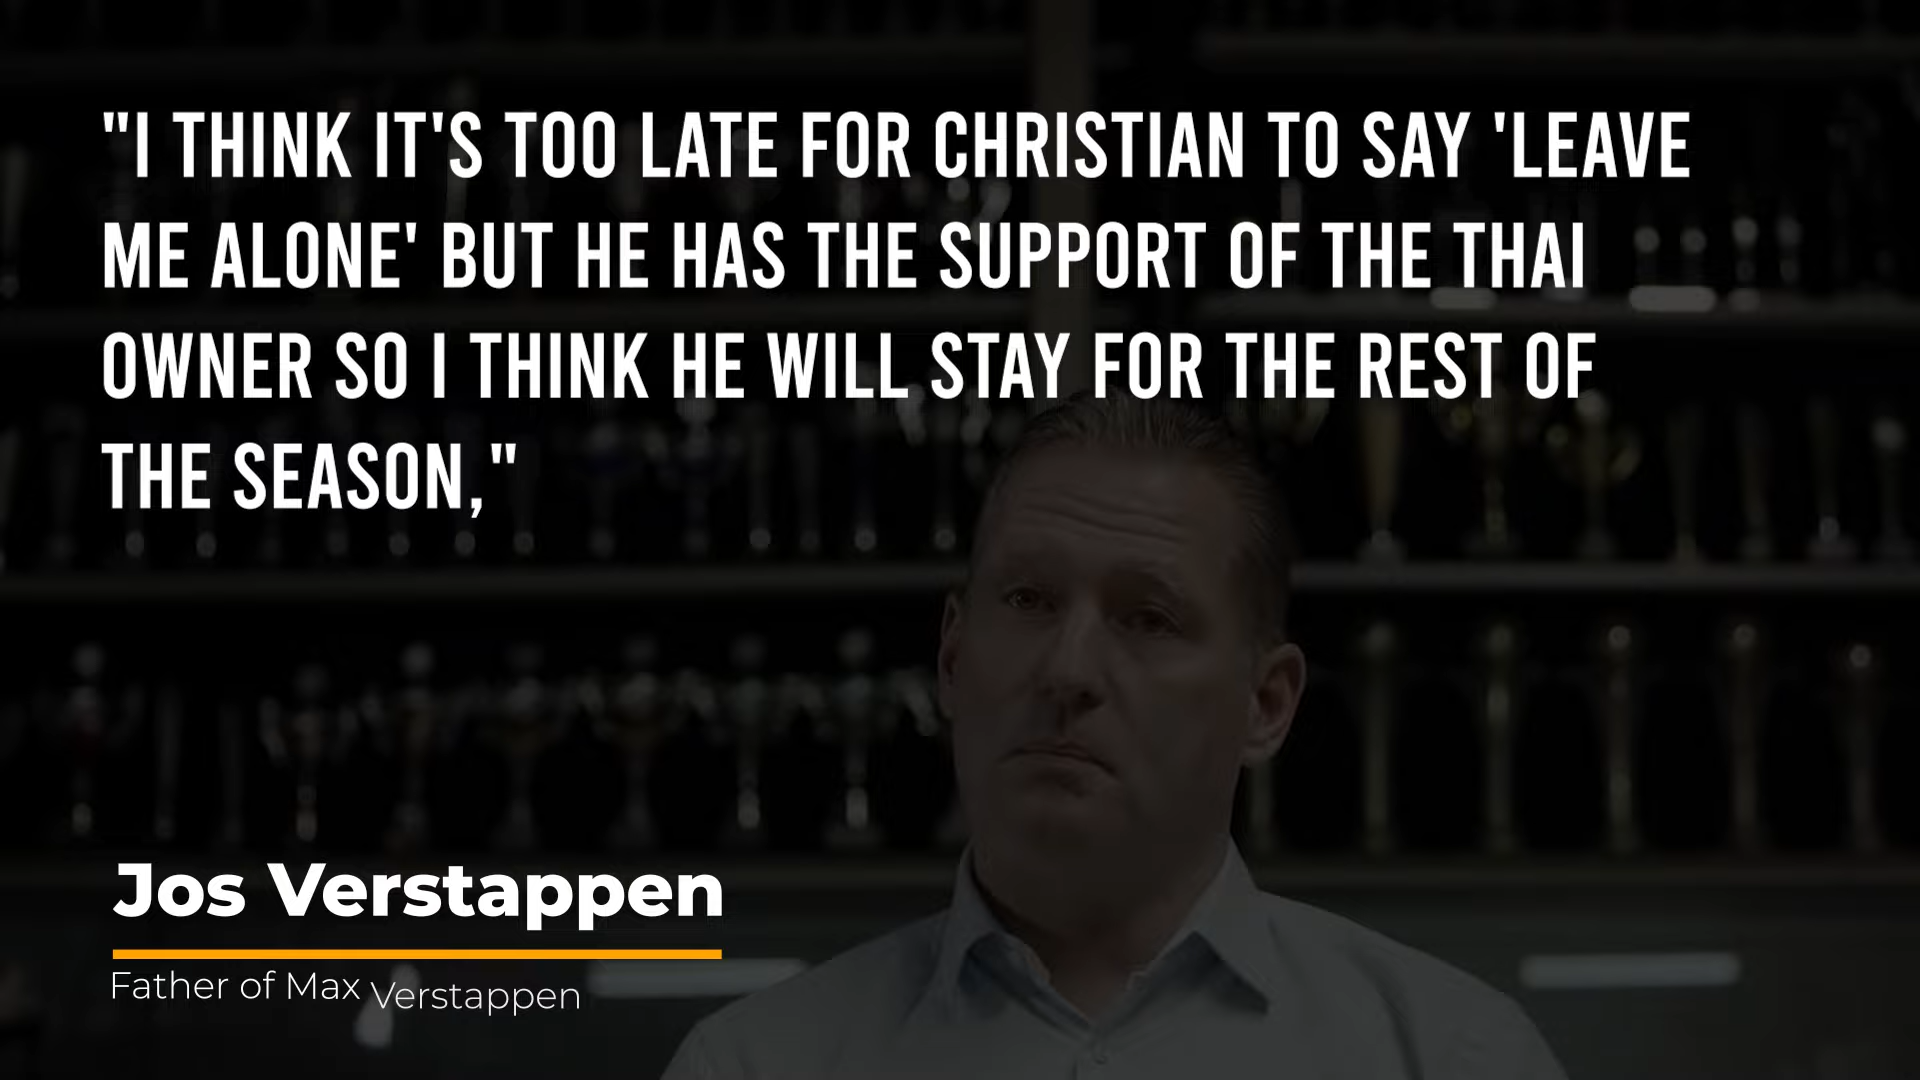 "I THINK IT'S TOO LATE FOR CHRISTIAN TO SAY 'LEAVE
ME ALONE' BUT HE HAS THE SUPPORT OF THE THAI
OWNER SO I THINK HE WILL STAY FOR THE REST OF
THE SEASON,"
Jos Verstappen
Father of Max Verstappen